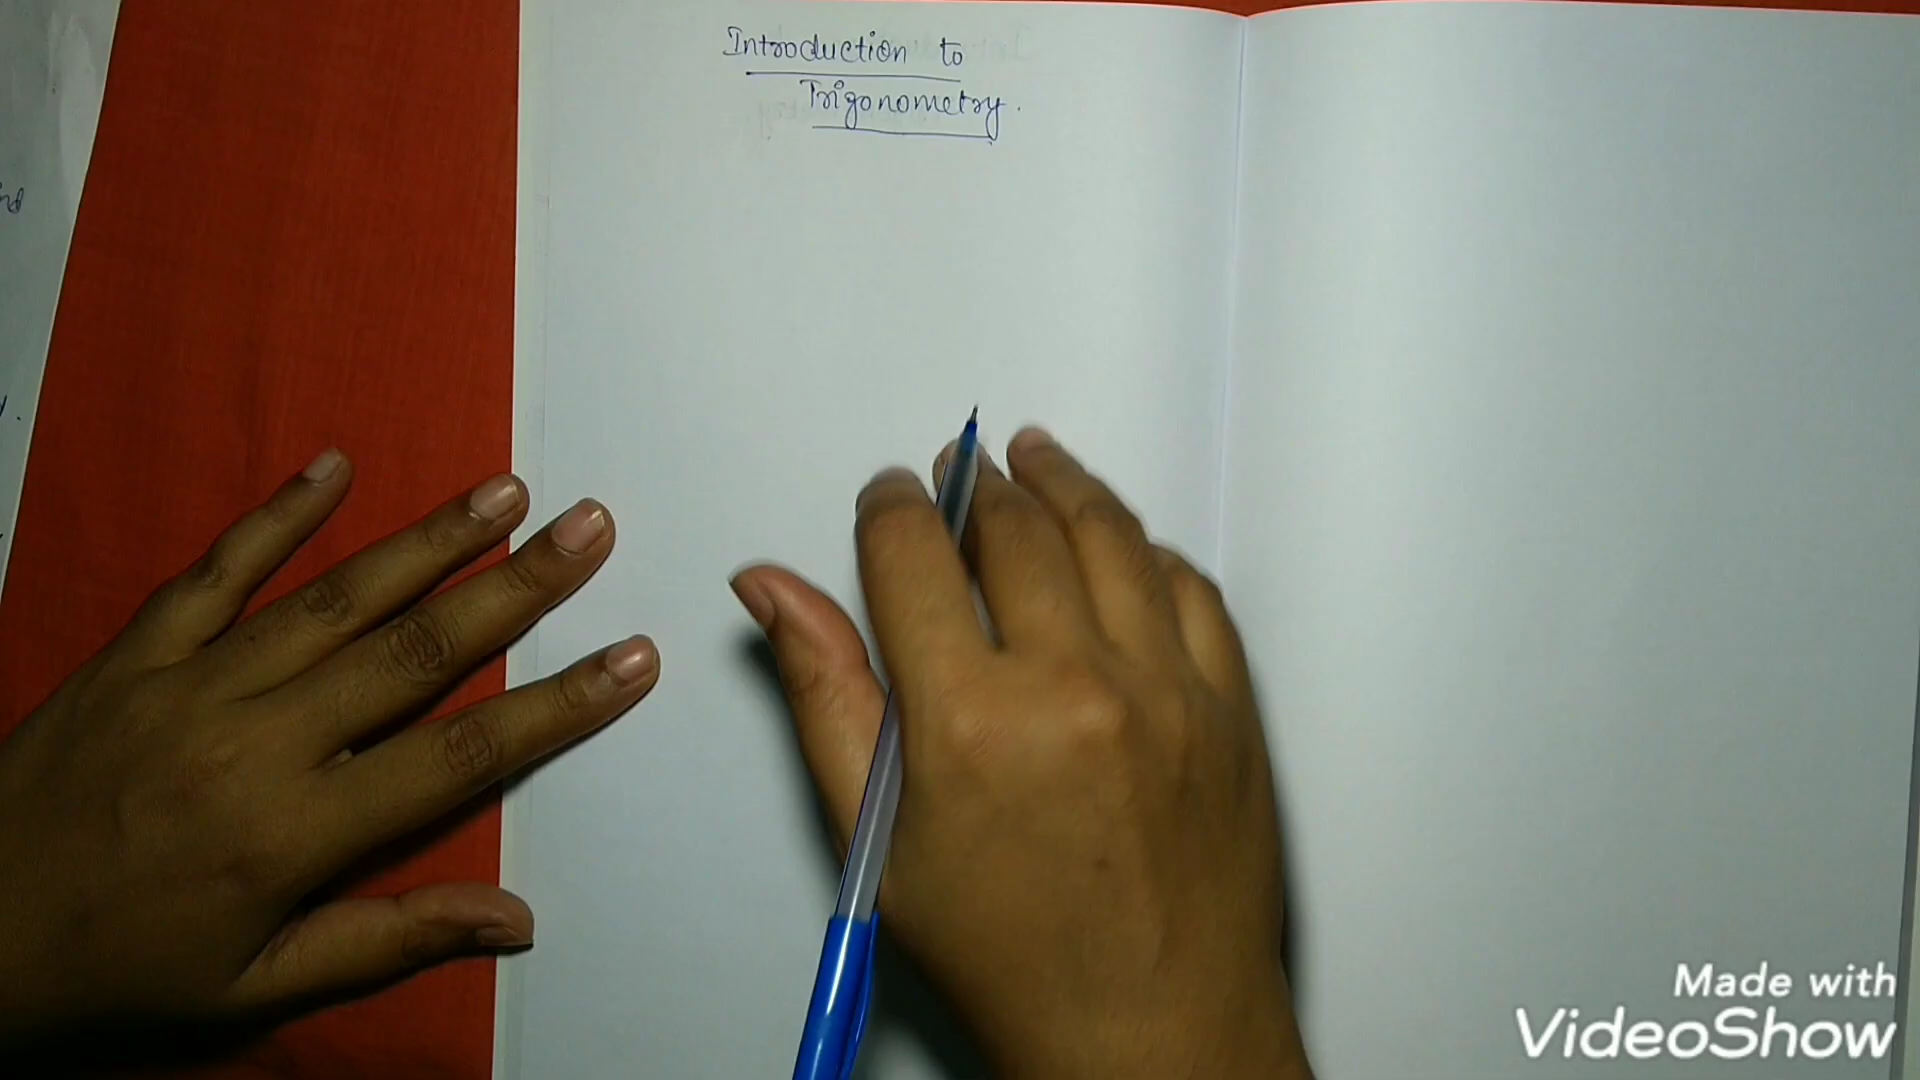 Introduction to
Trigonometry.
Made with
VideoShow